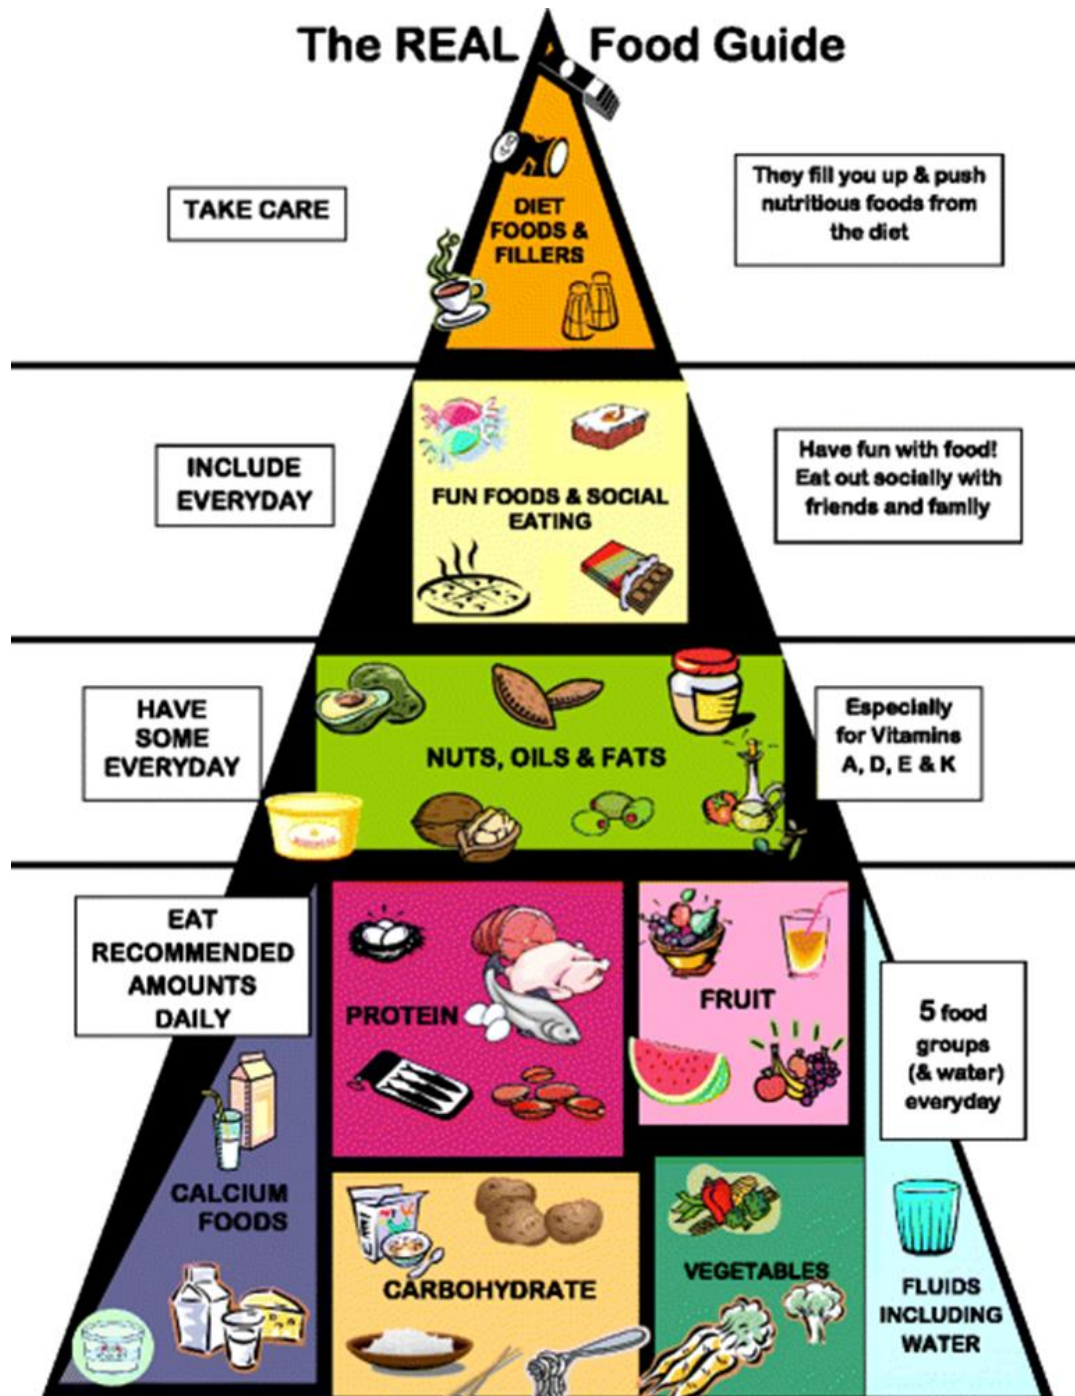 The REAL Food Guide
TAKE CARE
DIET
FOODS &
FILLERS
They fill you up & push
nutritious foods from
the diet
INCLUDE
EVERYDAY
FUN FOODS & SOCIAL
EATING
Have fun with food!
Eat out socially with
friends and family
HAVE
SOME
EVERYDAY
NUTS, OILS & FATS
Especially
for Vitamins
A, D, E & K
EAT
RECOMMENDED
AMOUNTS
DAILY
PROTEIN
FRUIT
5 food
groups
(& water)
everyday
CALCIUM
FOODS
CARBOHYDRATE
VEGETABLES
FLUIDS
INCLUDING
WATER